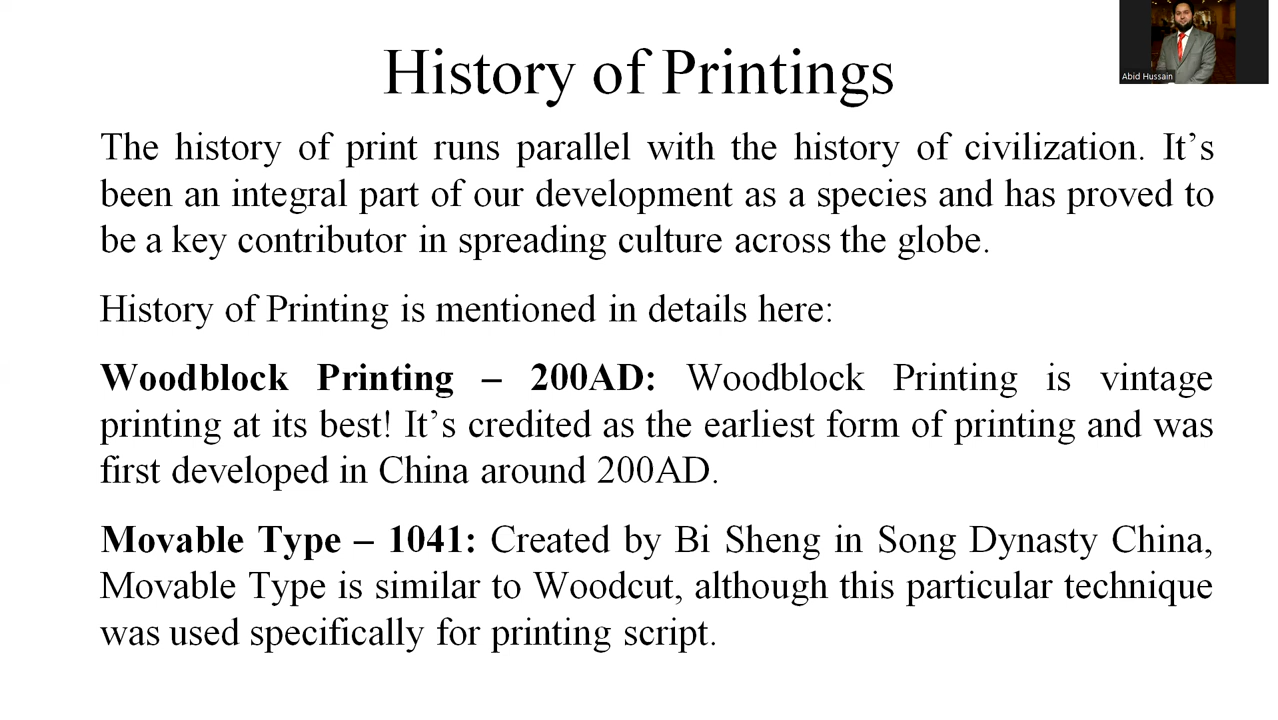 Abid Hussain
History of Printings
The history of print runs parallel with the history of civilization. It’s
been an integral part of our development as a species and has proved to
be a key contributor in spreading culture across the globe.
History of Printing is mentioned in details here:
Woodblock Printing – 200AD: Woodblock Printing is vintage
printing at its best! It’s credited as the earliest form of printing and was
first developed in China around 200AD.
Movable Type – 1041: Created by Bi Sheng in Song Dynasty China,
Movable Type is similar to Woodcut, although this particular technique
was used specifically for printing script.